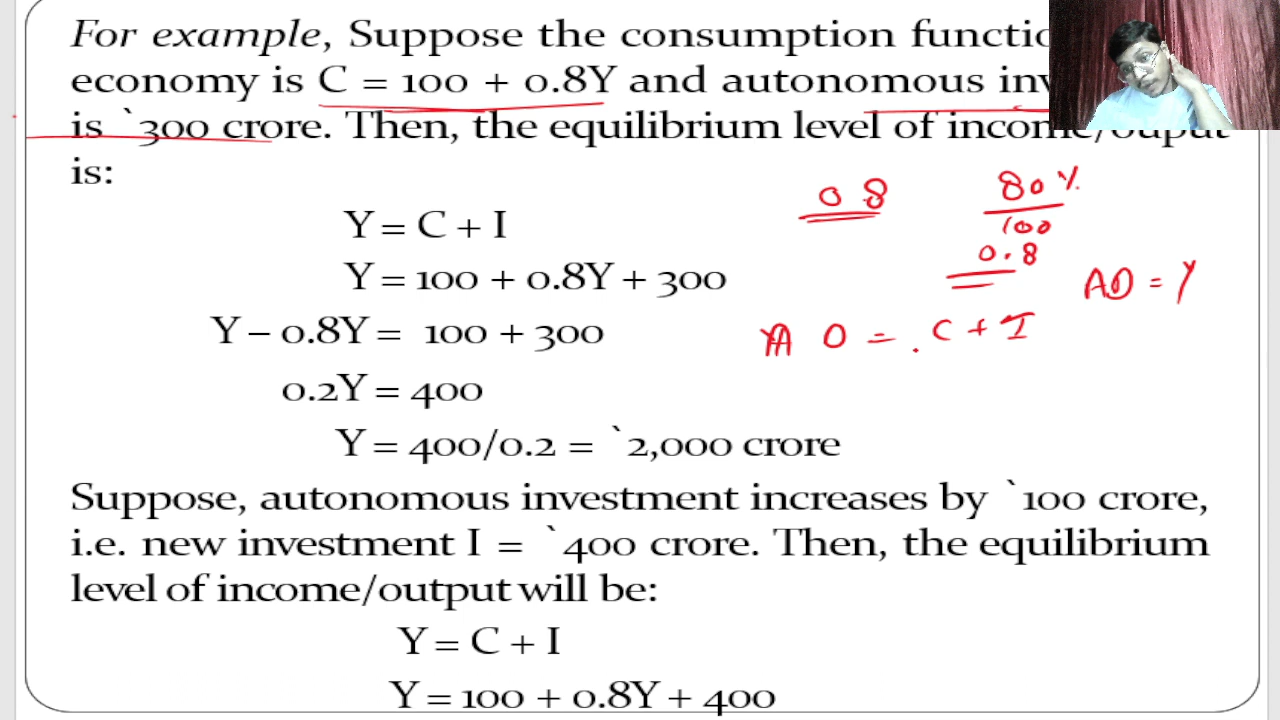 For example, Suppose the consumption functio
economy is C = 100 + 0.8Y and autonomous inv
is `300 crore. Then, the equilibrium level of income/ouput
is:
0 8
80 %
100
0.8
Y = C + I
Y = 100 + 0.8Y + 300
AD = Y
Y – 0.8Y = 100 + 300
= C + I
0.2Y = 400
Y = 400/0.2 = `2,000 crore
Suppose, autonomous investment increases by `100 crore,
i.e. new investment I = `400 crore. Then, the equilibrium
level of income/output will be:
Y = C + I
Y = 100 + 0.8Y + 400